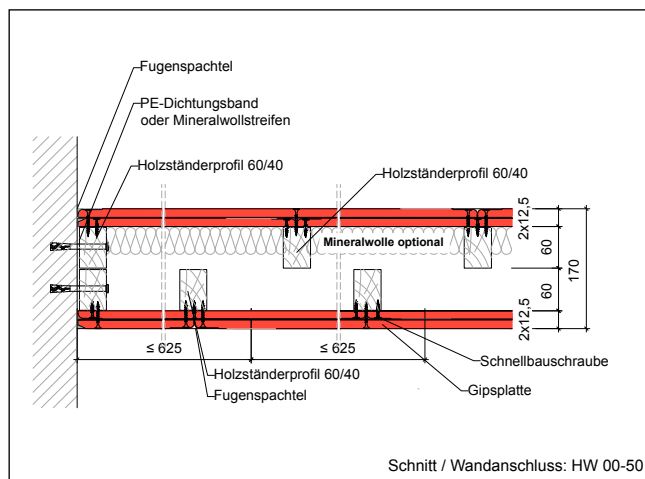 Fugenspachtel
PE-Dichtungsband
oder Mineralwollstreifen
Holzständerprofil 60/40
Holzständerprofil 60/40
Mineralwolle optional
2x12,5
60
170
60
2x12,5
≤ 625
≤ 625
Schnellbauschraube
Holzständerprofil 60/40
Gipsplatte
Fugenspachtel
Schnitt / Wandanschluss: HW 00-50